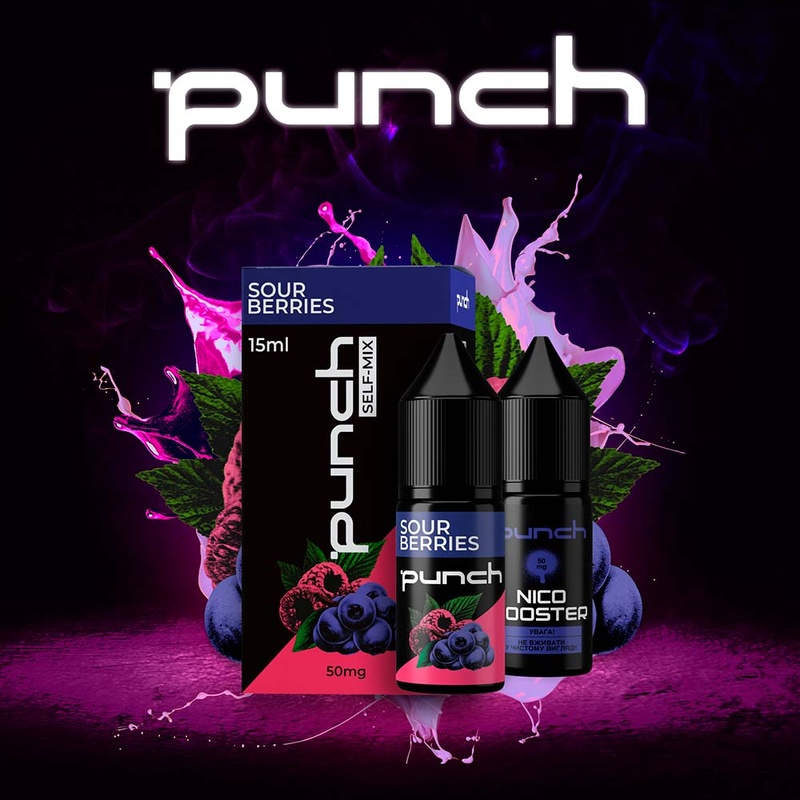 punch
SOUR
BERRIES
punch
15ml
punch
SELF-MIX
50mg
SOUR
BERRIES
punch
punch
50
mg
NICO
OOSTER
УВАГА!
НЕ ВЖИВАТИ
У ЧИСТОМУ ВИГЛЯДІ